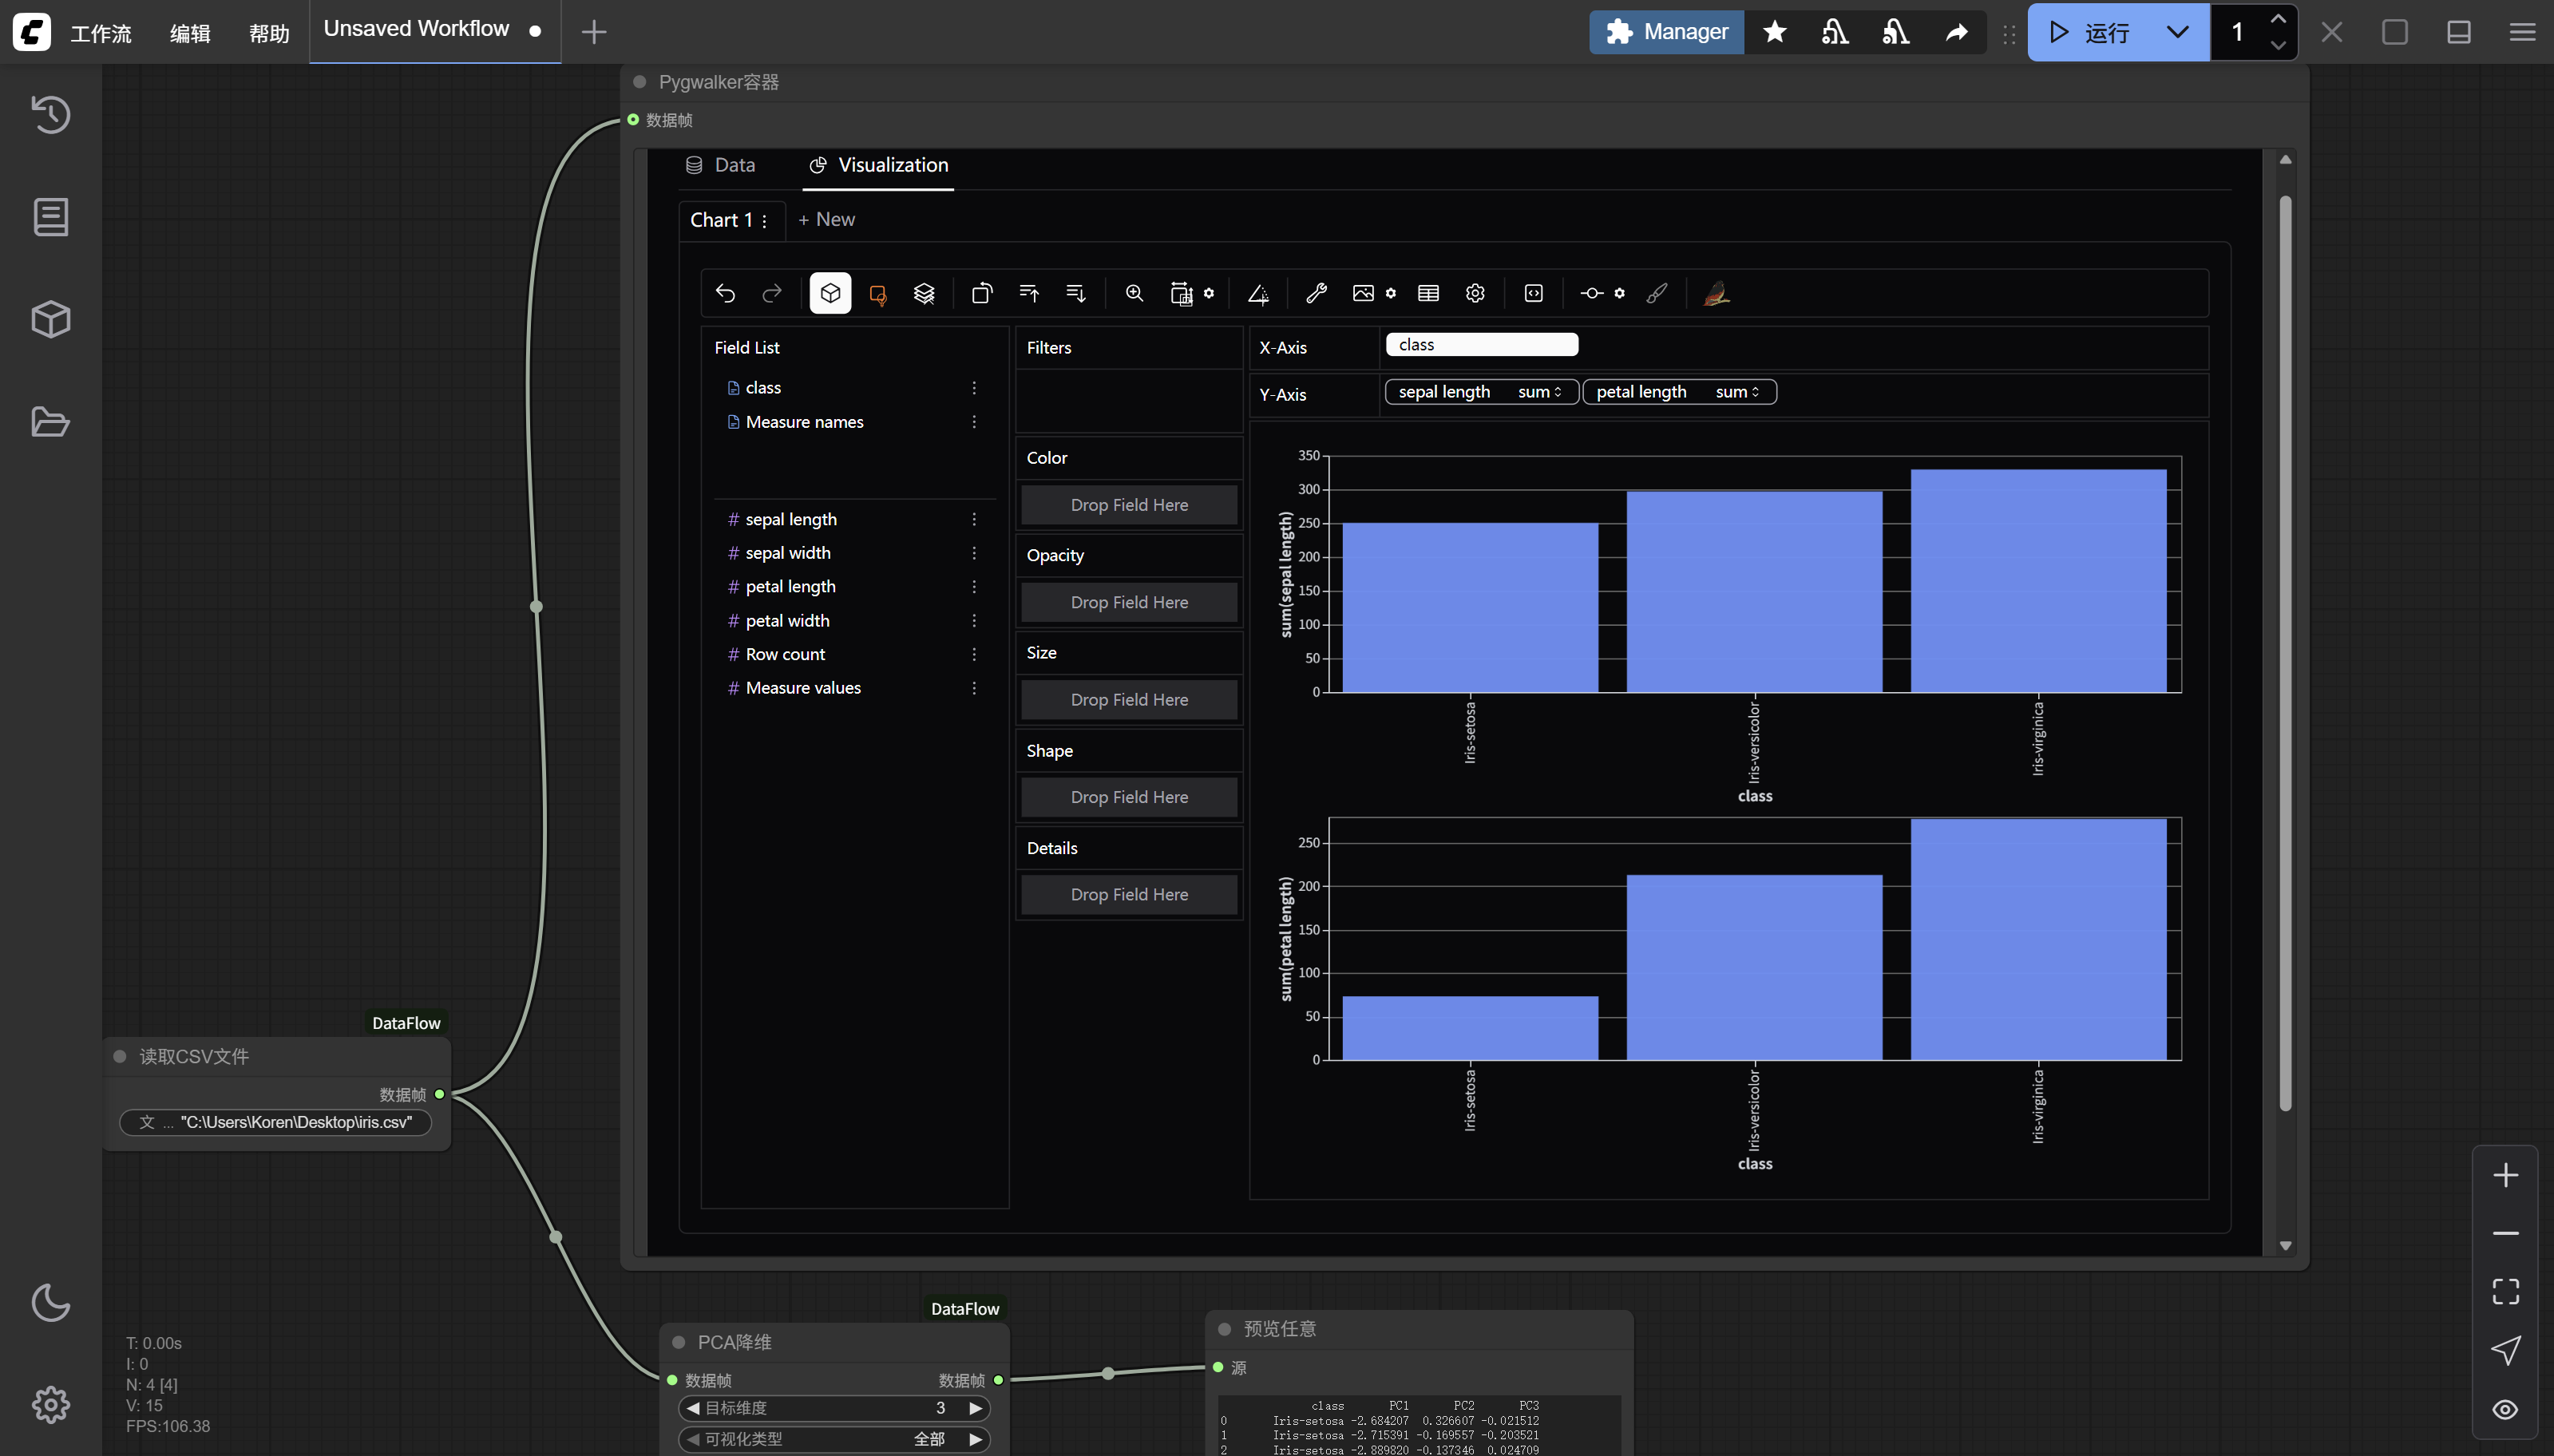 工作流 编辑 帮助 Unsaved Workflow Manager 运行 1
Pygwalker容器
数据帧
Data Visualization
Chart 1 + New
Field List
class
Measure names
sepal length
sepal width
petal length
petal width
Row count
Measure values
Filters
Color
Drop Field Here
Opacity
Drop Field Here
Size
Drop Field Here
Shape
Drop Field Here
Details
Drop Field Here
X-Axis class
Y-Axis sepal length sum petal length sum
350
300
250
200
150
100
50
0
sum(sepal length)
Iris-setosa
Iris-versicolor
Iris-virginica
class
250
200
150
100
50
0
sum(petal length)
Iris-setosa
Iris-versicolor
Iris-virginica
class
DataFlow
读取CSV文件
数据帧
文 ... "C:\Users\Koren\Desktop\iris.csv"
DataFlow
PCA降维
数据帧 数据帧
目标维度 3
可视化类型 全部
预览任意
源
class PC1 PC2 PC3
0 Iris-setosa -2.684207 0.326607 -0.021512
1 Iris-setosa -2.715391 -0.169557 -0.203521
2 Iris-setosa -2.889820 -0.137346 0.024709
T: 0.00s
I: 0
N: 4 [4]
V: 15
FPS:106.38